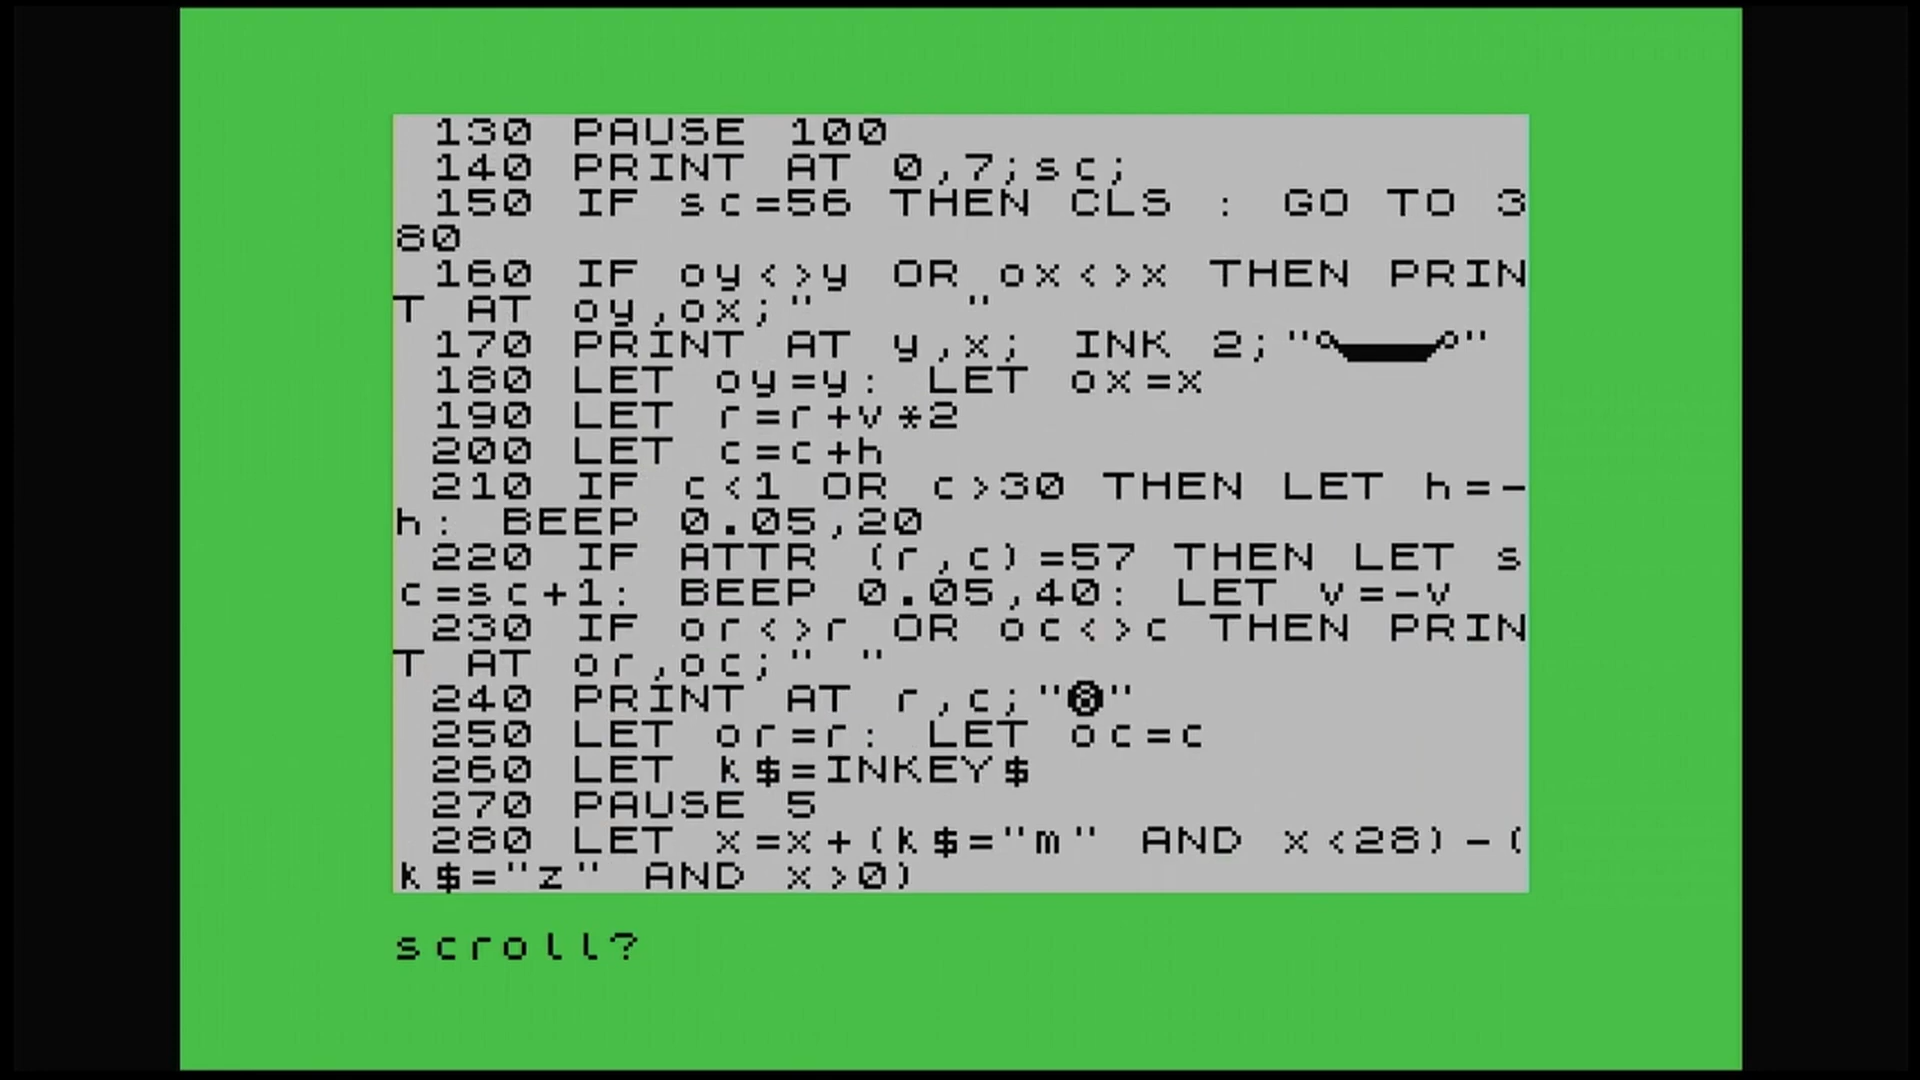 130 PAUSE 100
140 PRINT AT 0,7;sc;
150 IF sc=56 THEN CLS : GO TO 3
80
160 IF oy<>y OR ox<>x THEN PRIN
T AT oy,ox;"    "
170 PRINT AT y,x; INK 2;"    "
180 LET oy=y: LET ox=x
190 LET r=r+v*2
200 LET c=c+h
210 IF c<1 OR c>30 THEN LET h=-
h: BEEP 0.05,20
220 IF ATTR (r,c)=57 THEN LET s
c=sc+1: BEEP 0.05,40: LET v=-v
230 IF or<>r OR oc<>c THEN PRIN
T AT or,oc;" "
240 PRINT AT r,c;" "
250 LET or=r: LET oc=c
260 LET k$=INKEY$
270 PAUSE 5
280 LET x=x+(k$="m" AND x<28)-(
k$="z" AND x>0)
scroll?